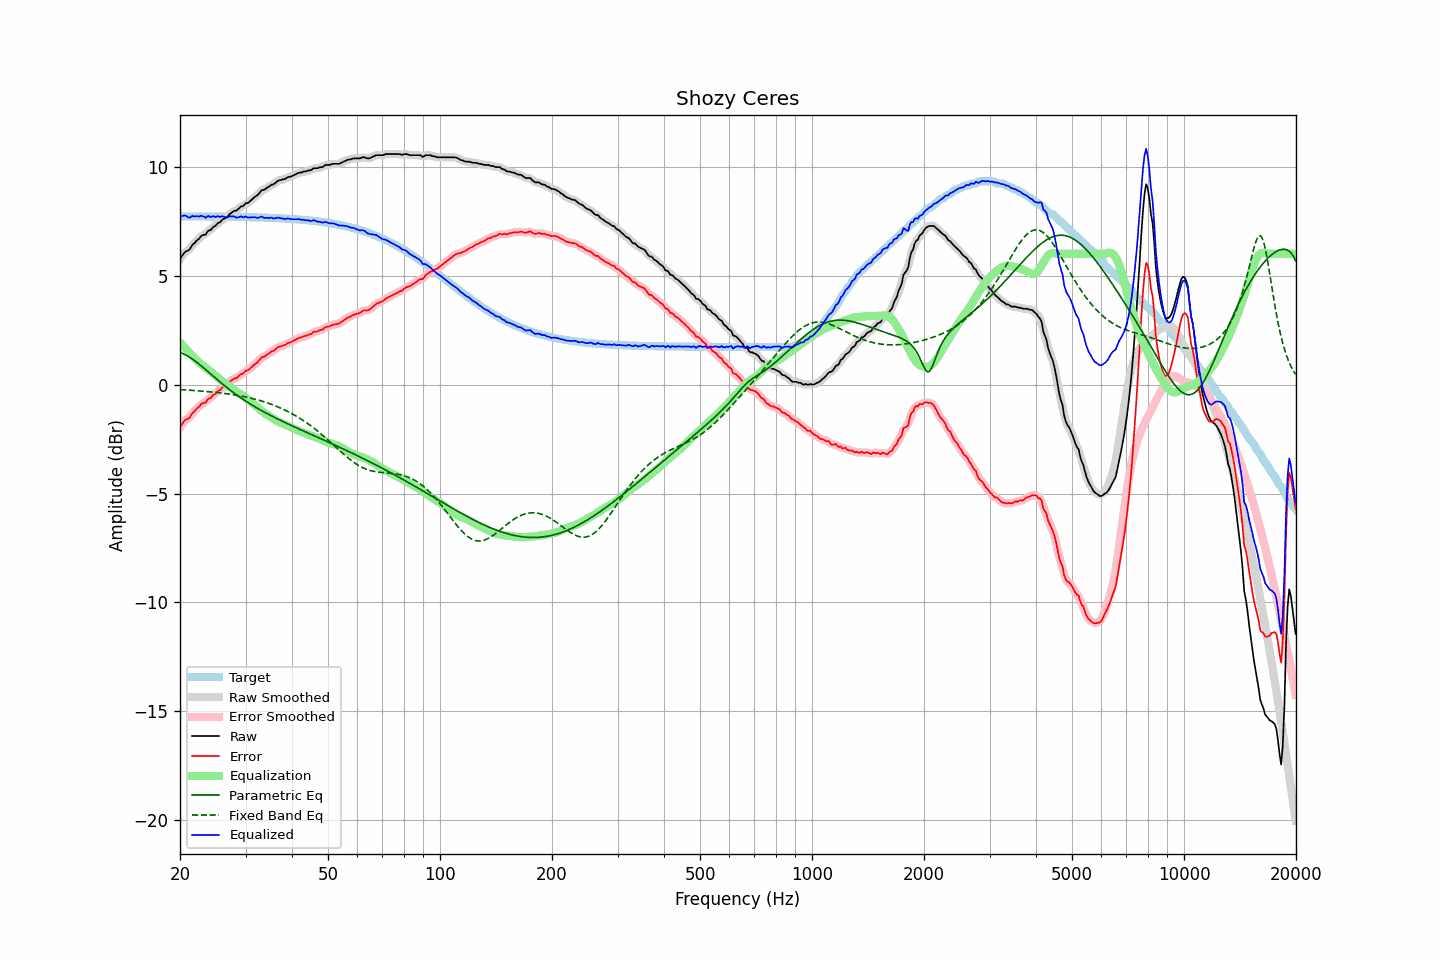 Shozy Ceres
Amplitude (dBr)
10
5
0
−5
−10
−15
−20
Target
Raw Smoothed
Error Smoothed
Raw
Error
Equalization
Parametric Eq
Fixed Band Eq
Equalized
20
50
100
200
500
1000
2000
5000
10000
20000
Frequency (Hz)